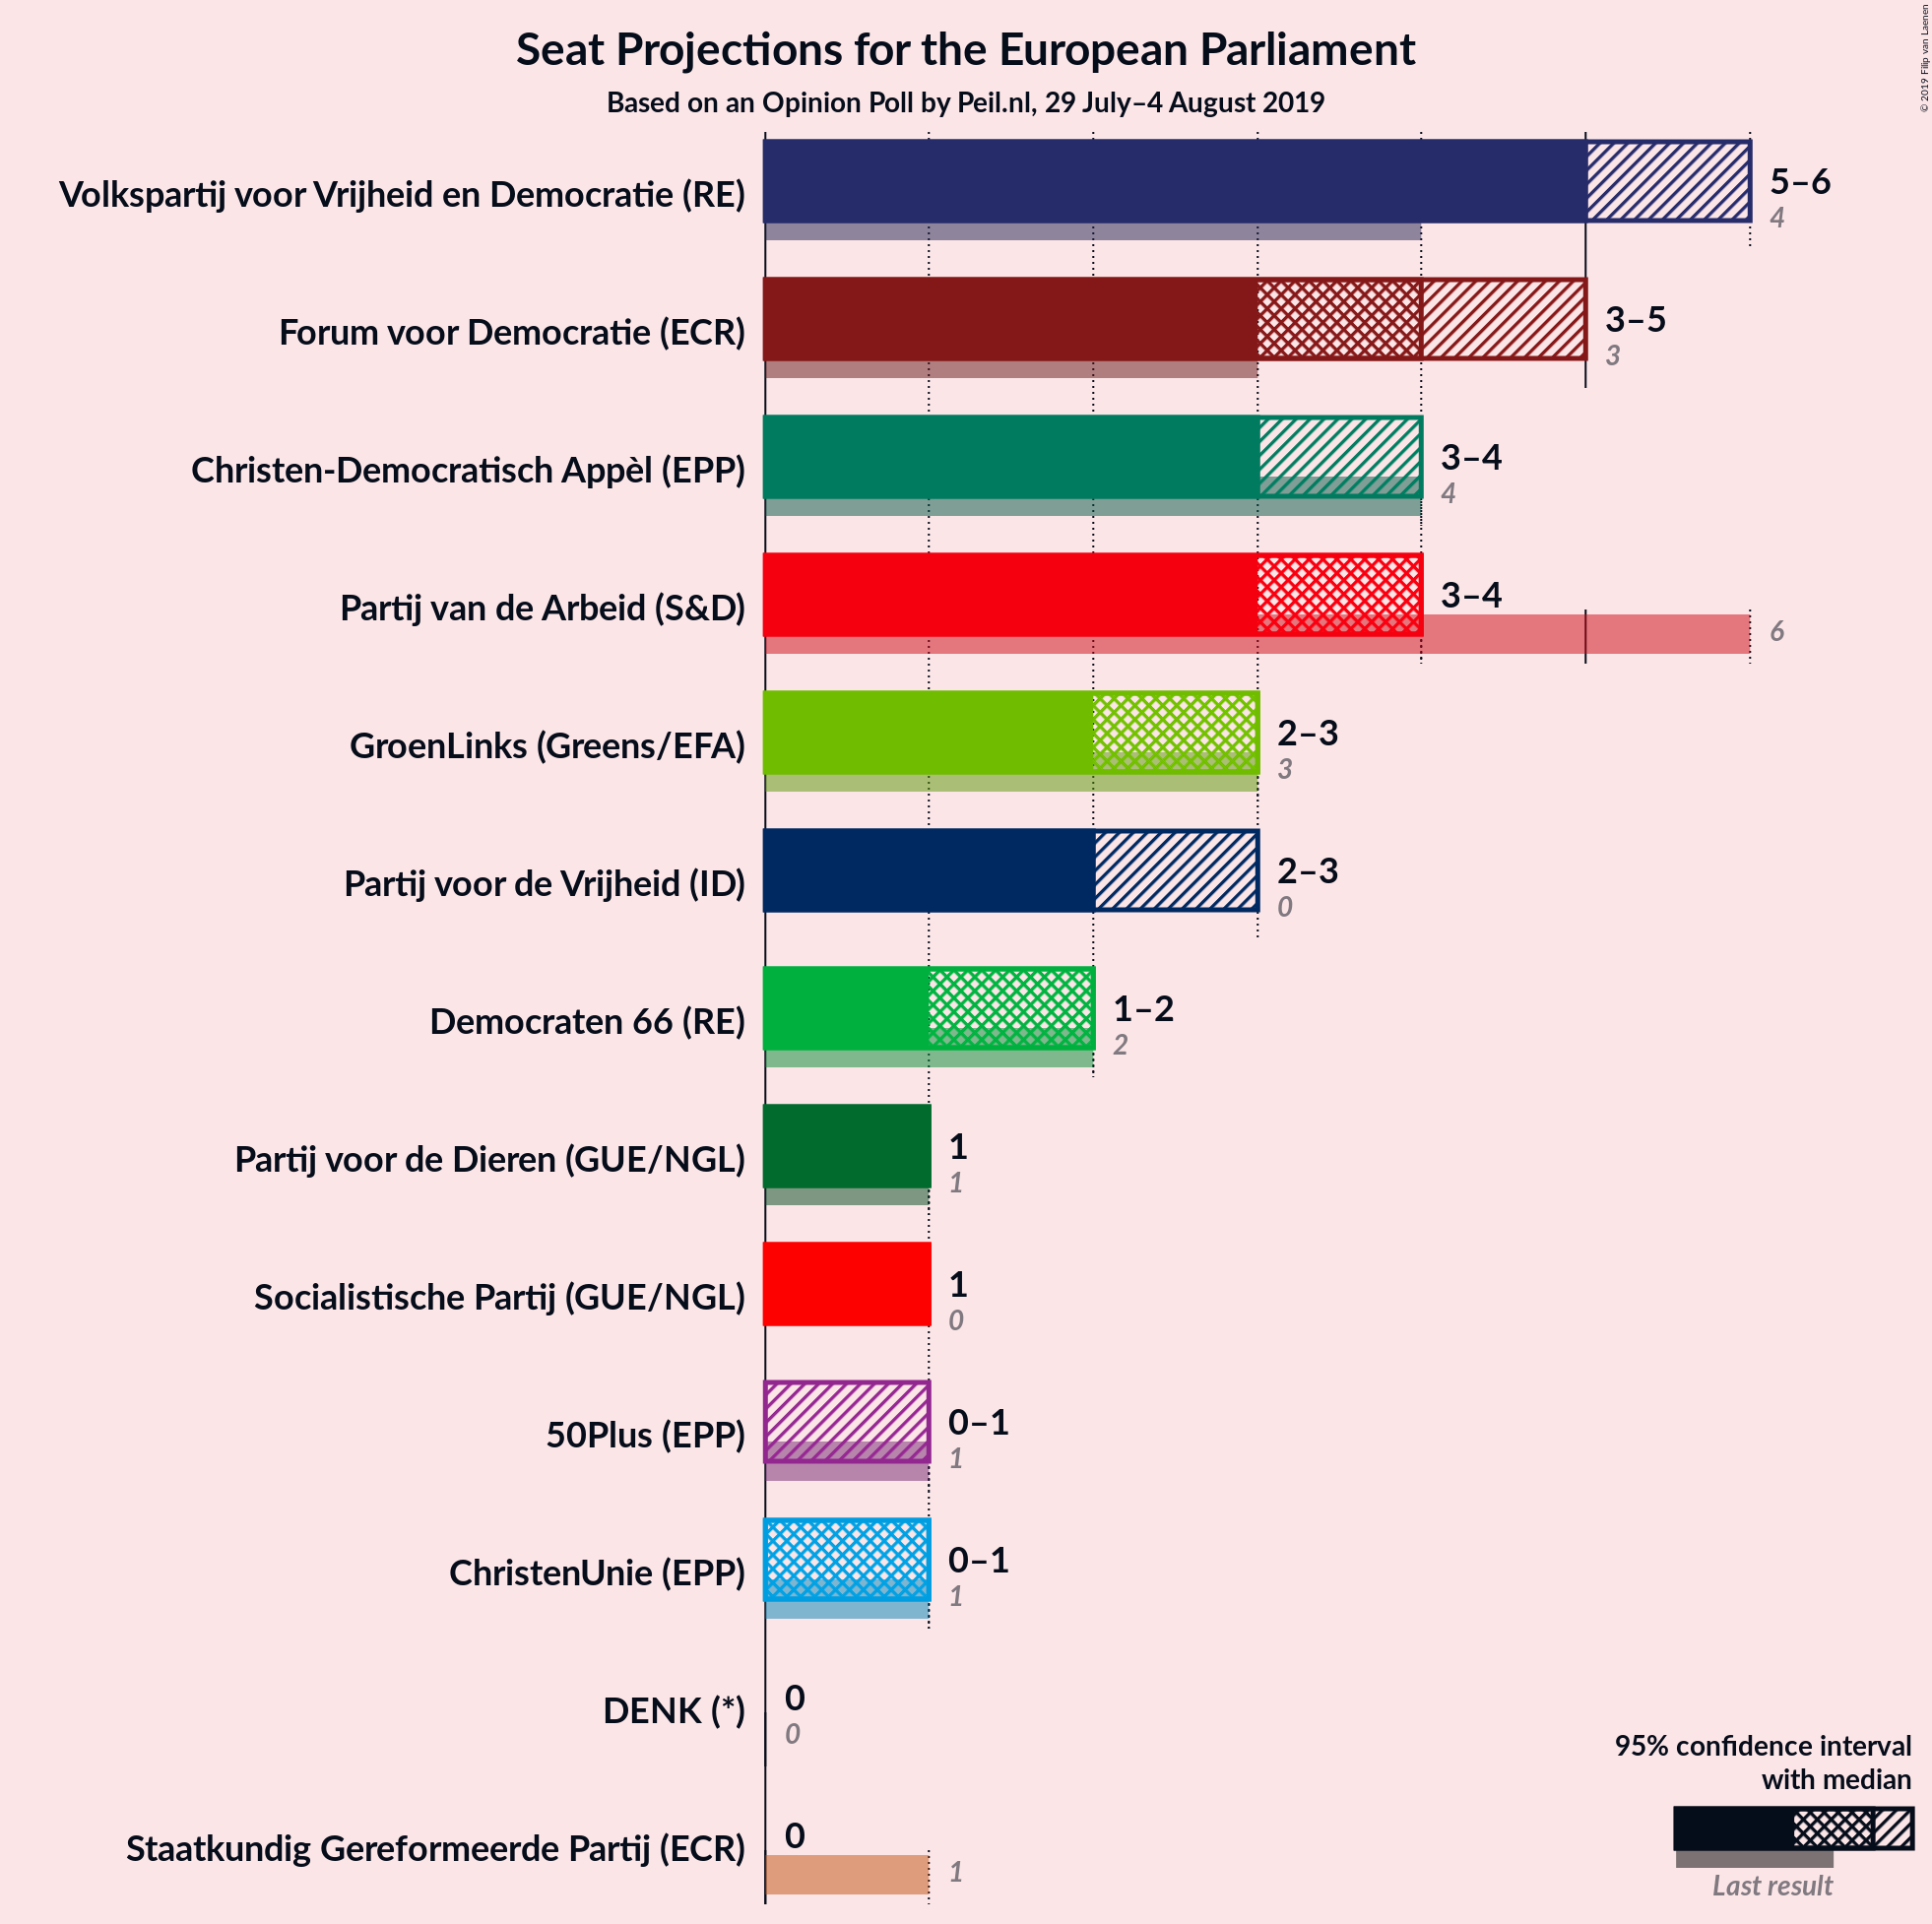 Seat Projections for the European Parliament
Based on an Opinion Poll by Peil.nl, 29 July–4 August 2019
© 2019 Filip van Laenen
Volkspartij voor Vrijheid en Democratie (RE)
5–6
4
Forum voor Democratie (ECR)
3–5
3
Christen-Democratisch Appèl (EPP)
3–4
4
Partij van de Arbeid (S&D)
3–4
6
GroenLinks (Greens/EFA)
2–3
3
Partij voor de Vrijheid (ID)
2–3
0
Democraten 66 (RE)
1–2
2
Partij voor de Dieren (GUE/NGL)
1
1
Socialistische Partij (GUE/NGL)
1
0
50Plus (EPP)
0–1
1
ChristenUnie (EPP)
0–1
1
DENK (*)
0
0
Staatkundig Gereformeerde Partij (ECR)
0
1
95% confidence interval
with median
Last result